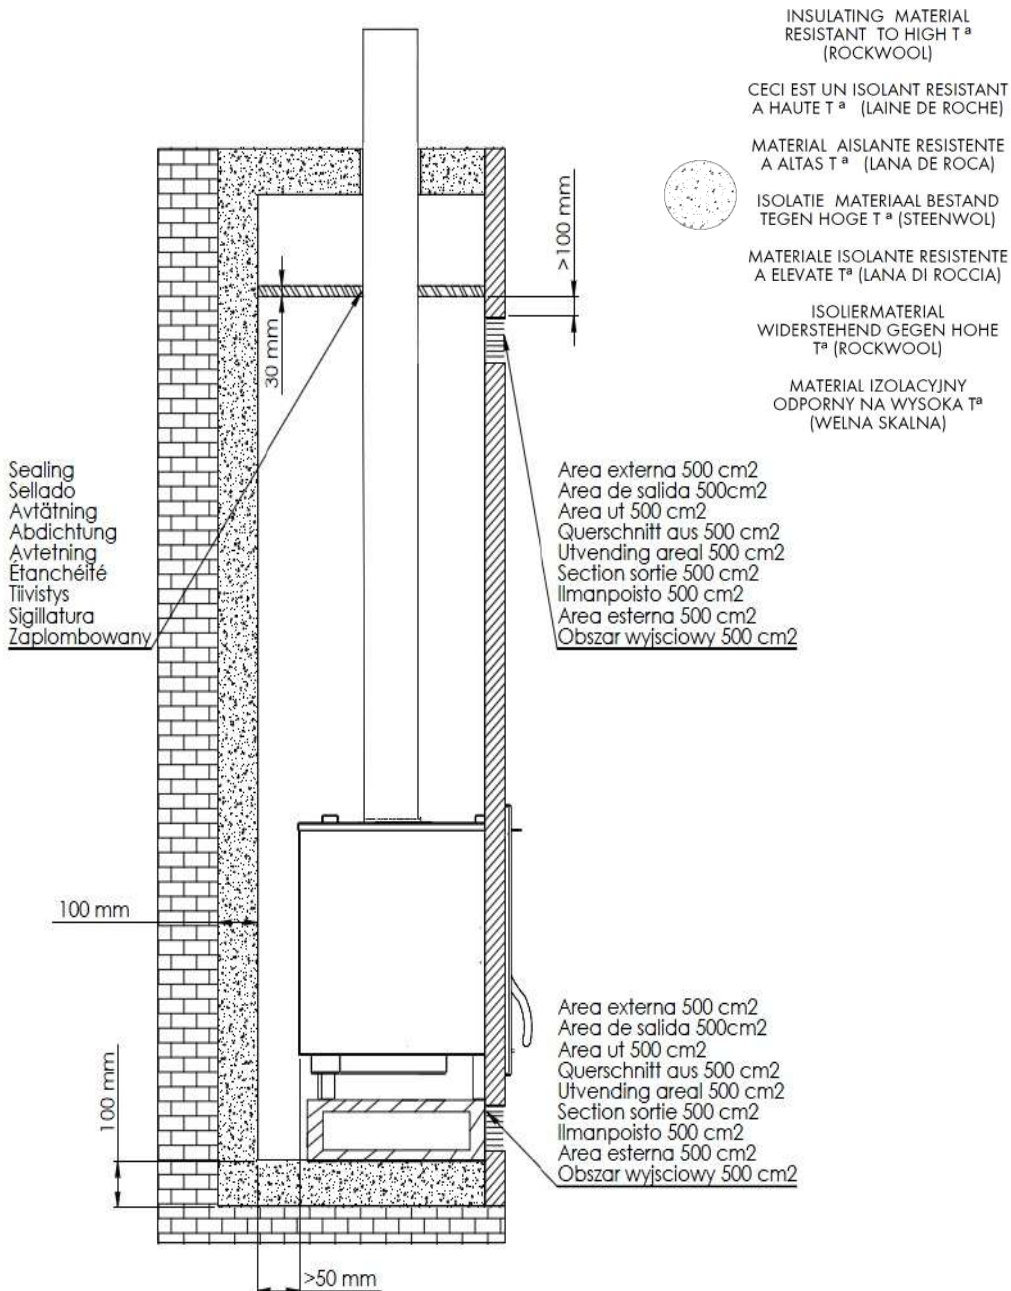 INSULATING MATERIAL
RESISTANT TO HIGH T ª
(ROCKWOOL)
CECI EST UN ISOLANT RESISTANT
A HAUTE T ª (LAINE DE ROCHE)
MATERIAL AISLANTE RESISTENTE
A ALTAS T ª (LANA DE ROCA)
ISOLATIE MATERIAAL BESTAND
TEGEN HOGE T ª (STEENWOL)
MATERIALE ISOLANTE RESISTENTE
A ELEVATE Tª (LANA DI ROCCIA)
ISOLIERMATERIAL
WIDERSTEHEND GEGEN HOHE
Tª (ROCKWOOL)
MATERIAL IZOLACYJNY
ODPORNY NA WYSOKA Tª
(WELNA SKALNA)
>100 mm
30 mm
Sealing
Sellado
Avtätning
Abdichtung
Avtetning
Étanchéité
Tiivistys
Sigillatura
Zaplombowany
Area externa 500 cm2
Area de salida 500cm2
Area ut 500 cm2
Querschnitt aus 500 cm2
Utvending areal 500 cm2
Section sortie 500 cm2
Ilmanpoisto 500 cm2
Area esterna 500 cm2
Obszar wyjsciowy 500 cm2
100 mm
100 mm
Area externa 500 cm2
Area de salida 500cm2
Area ut 500 cm2
Querschnitt aus 500 cm2
Utvending areal 500 cm2
Section sortie 500 cm2
Ilmanpoisto 500 cm2
Area esterna 500 cm2
Obszar wyjsciowy 500 cm2
>50 mm